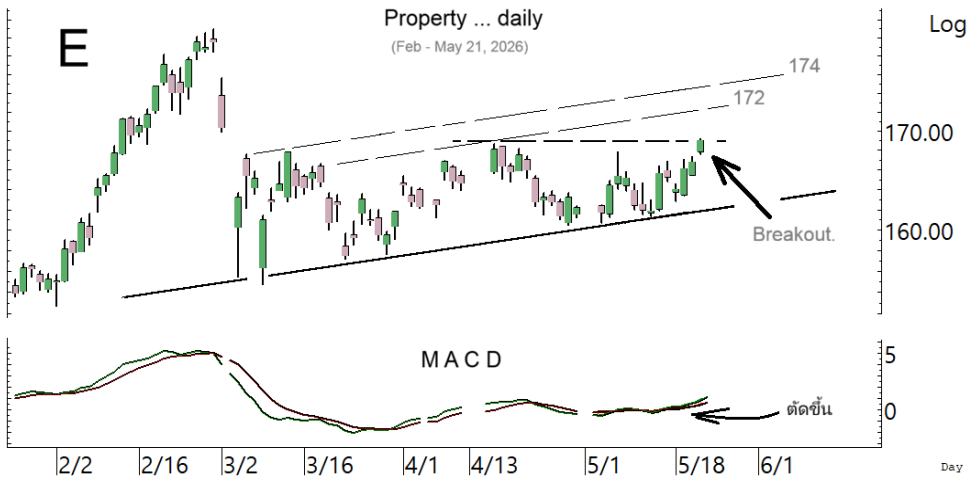 E
Property ... daily
(Feb - May 21, 2026)
Log
174
172
170.00
160.00
Breakout.
M A C D
5
0
ตัดขึ้น
2/2 2/16 3/2 3/16 4/1 4/13 5/1 5/18 6/1
Day